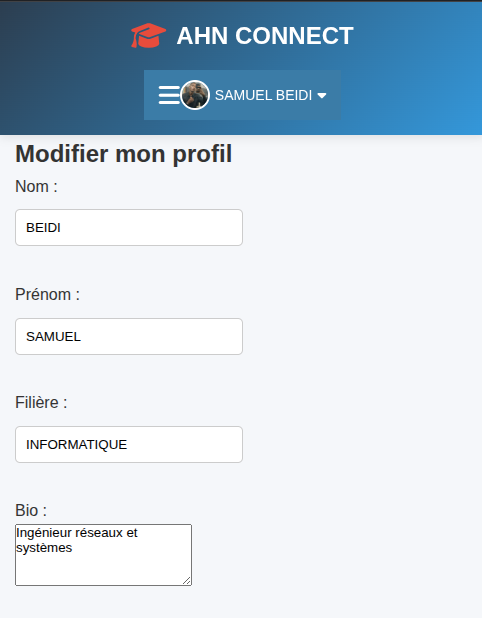 AHN CONNECT
SAMUEL BEIDI
Modifier mon profil
Nom :
BEIDI
Prénom :
SAMUEL
Filière :
INFORMATIQUE
Bio :
Ingénieur réseaux et
systèmes